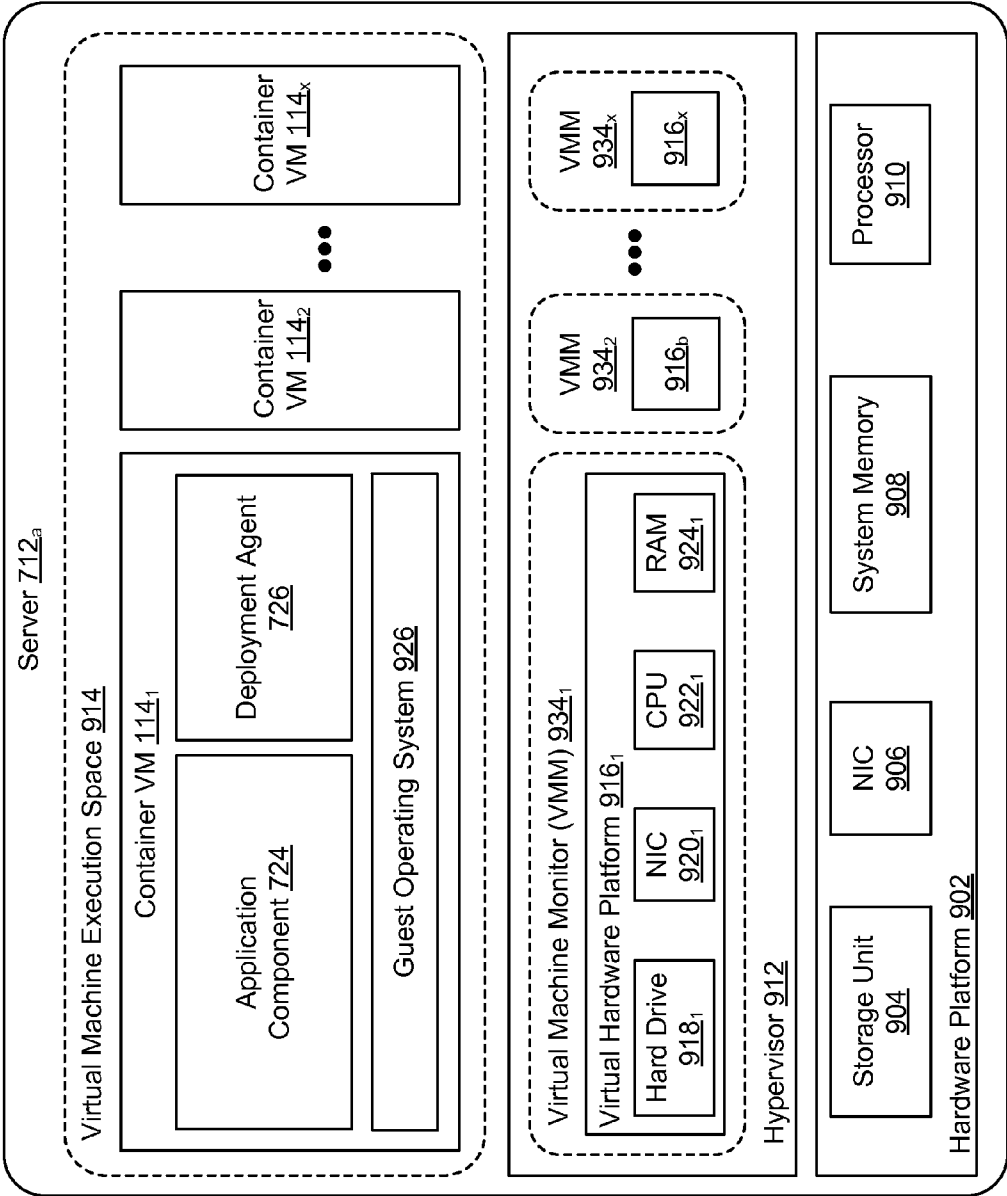 Server 712a
Virtual Machine Execution Space 914
Container VM 1141
Application
Component 724
Deployment Agent
726
Guest Operating System 926
Container
VM 1142
Container
VM 114x
Virtual Machine Monitor (VMM) 9341
Virtual Hardware Platform 9161
Hard Drive
9181
NIC
9201
CPU
9221
RAM
9241
VMM
9342
916b
VMM
934x
916x
Hypervisor 912
Storage Unit
904
NIC
906
System Memory
908
Processor
910
Hardware Platform 902